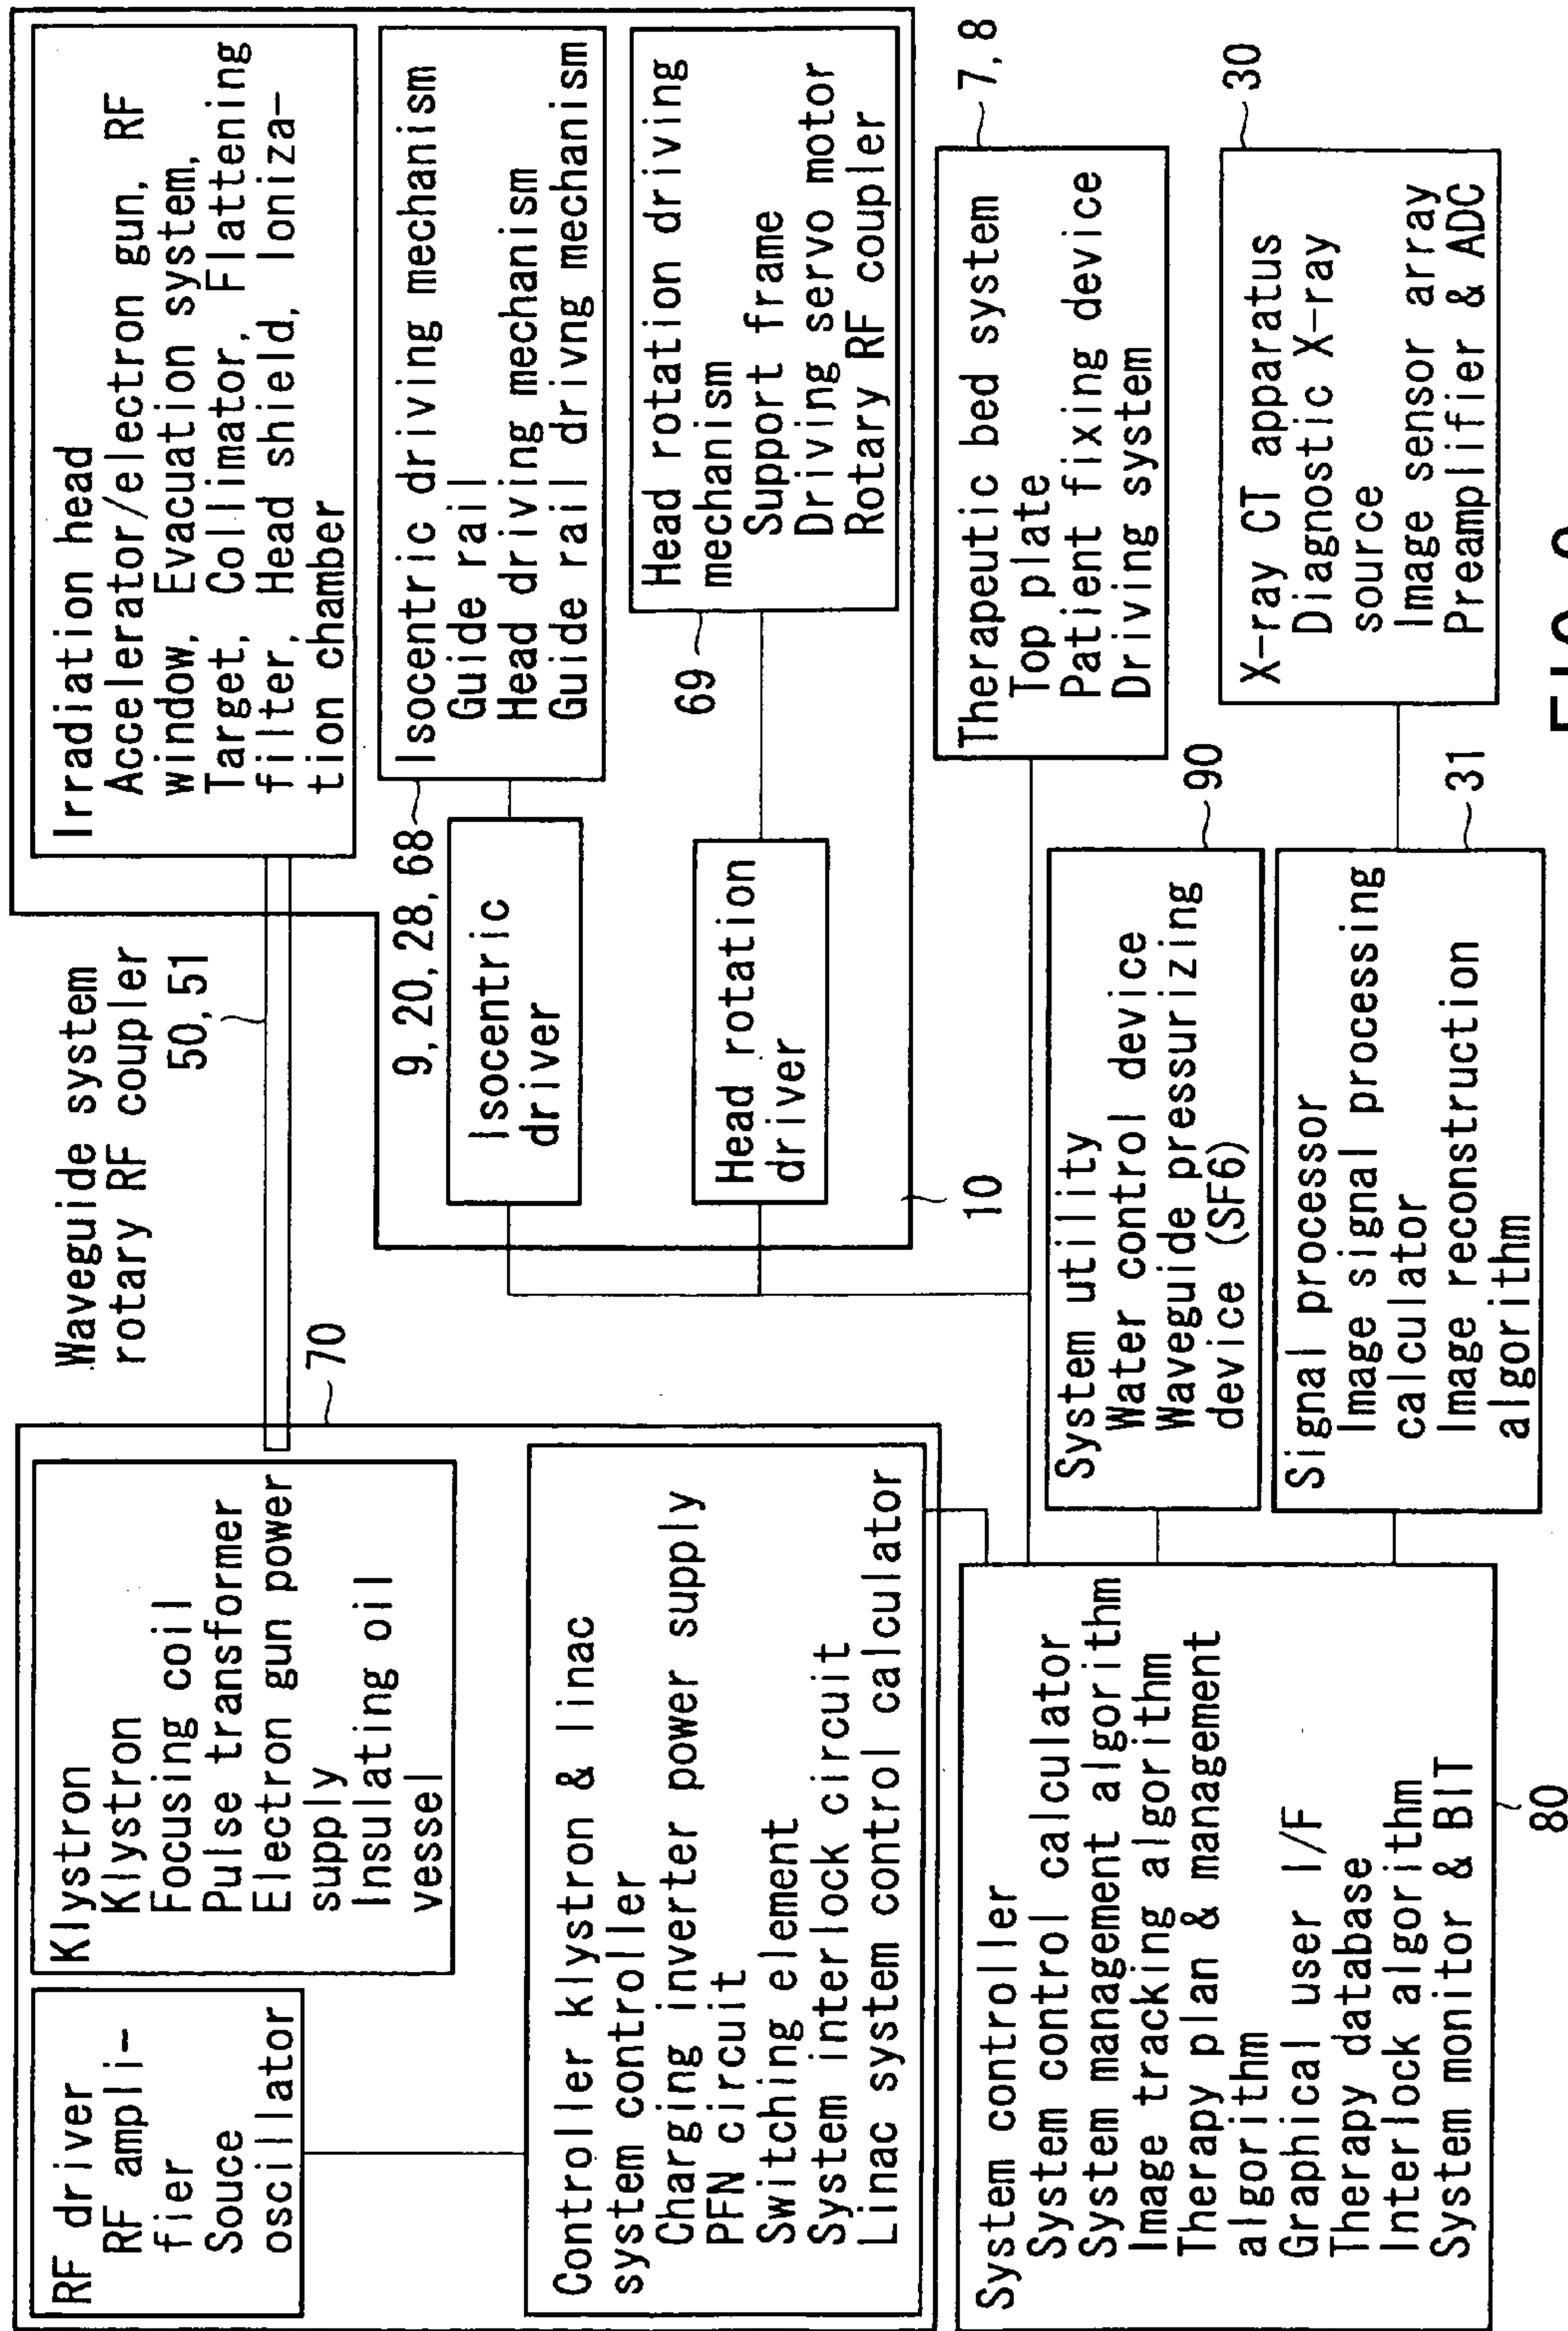 RF driver
RF ampli-
fier
Souce
oscillator
Klystron
Klystron
Focusing coil
Pulse transformer
Electron gun power
supply
Insulating oil
vessel
Controller klystron & linac
system controller
Charging inverter power supply
PFN circuit
Switching element
System interlock circuit
Linac system control calculator
70
Waveguide system
rotary RF coupler
50, 51
Irradiation head
Accelerator/electron gun, RF
window, Evacuation system,
Target, Collimator, Flattening
filter, Head shield, Ioniza-
tion chamber
9, 20, 28, 68
Isocentric
driver
Isocentric driving mechanism
Guide rail
Head driving mechanism
Guide rail drivng mechanism
Head rotation
driver
69
Head rotation driving
mechanism
Support frame
Driving servo motor
Rotary RF coupler
10
System controller
System control calculator
System management algorithm
Image tracking algorithm
Therapy plan & management
algorithm
Graphical user I/F
Therapy database
Interlock algorithm
System monitor & BIT
80
Therapeutic bed system
Top plate
Patient fixing device
Driving system
7, 8
System utility
Water control device
Waveguide pressurizing
device (SF6)
90
Signal processor
Image signal processing
calculator
Image reconstruction
algorithm
31
X-ray CT apparatus
Diagnostic X-ray
source
Image sensor array
Preamplifier & ADC
30